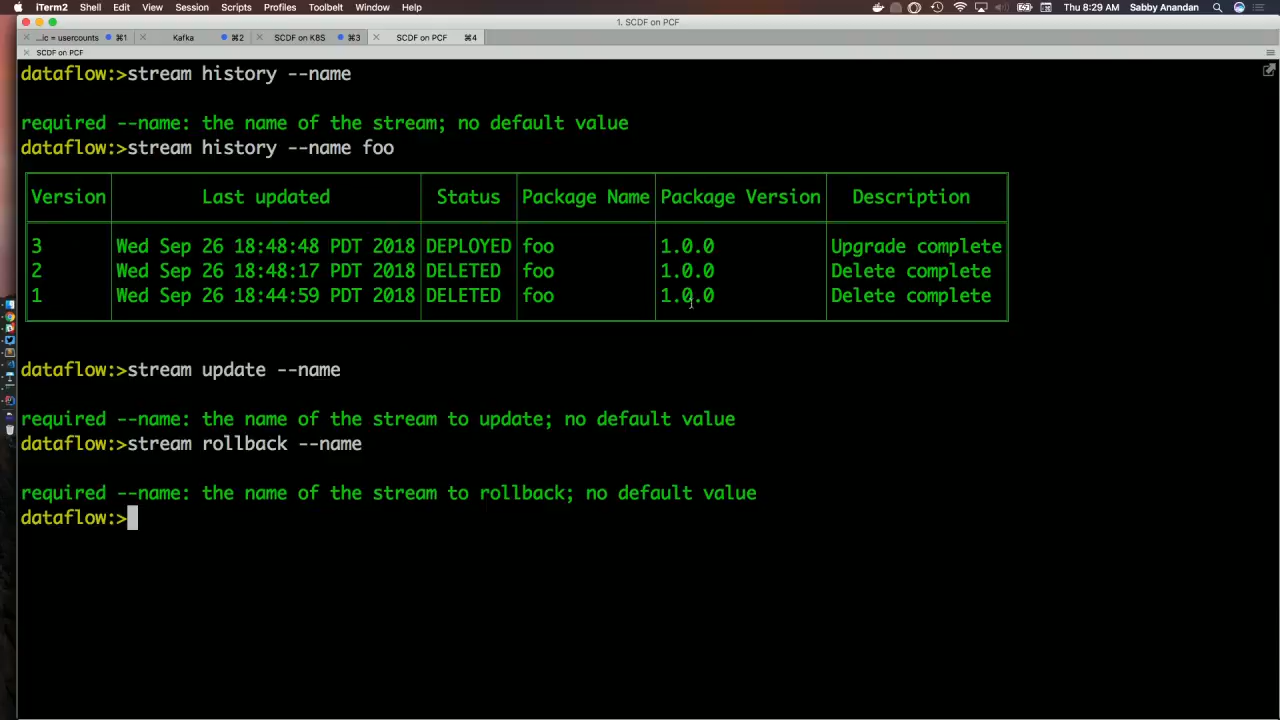 iTerm2 Shell Edit View Session Scripts Profiles Toolbelt Window Help Thu 8:29 AM Sabby Anandan
1. SCDF on PCF
...ic = usercounts ⌘1 Kafka ⌘2 SCDF on K8S ⌘3 SCDF on PCF ⌘4
SCDF on PCF
dataflow:>stream history --name
required --name: the name of the stream; no default value
dataflow:>stream history --name foo
Version Last updated Status Package Name Package Version Description
3 Wed Sep 26 18:48:48 PDT 2018 DEPLOYED foo 1.0.0 Upgrade complete
2 Wed Sep 26 18:48:17 PDT 2018 DELETED foo 1.0.0 Delete complete
1 Wed Sep 26 18:44:59 PDT 2018 DELETED foo 1.0.0 Delete complete
dataflow:>stream update --name
required --name: the name of the stream to update; no default value
dataflow:>stream rollback --name
required --name: the name of the stream to rollback; no default value
dataflow:>